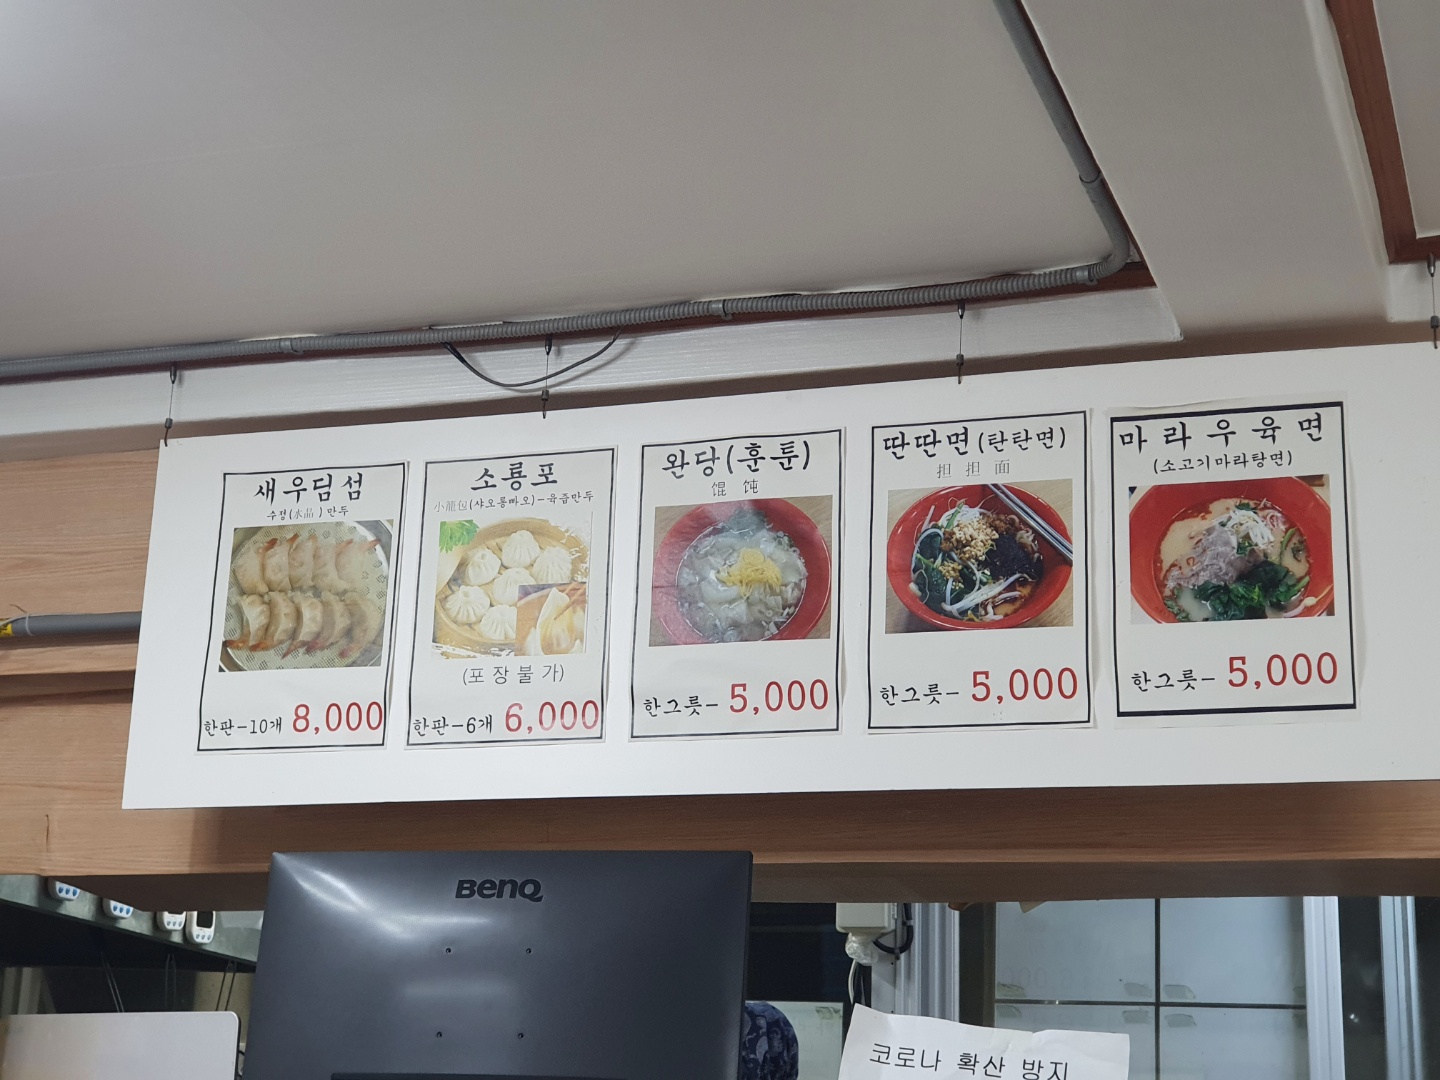 새우딤섬
수정(水晶)만두
한판-10개 8,000
소룡포
小龍包(샤오롱빠오)-육즙만두
(포장불가)
한판-6개 6,000
완당(훈툰)
馄饨
한그릇- 5,000
딴딴면(탄탄면)
担担面
한그릇- 5,000
마라우육면
(소고기마라탕면)
한그릇- 5,000
BenQ
코로나 확산 방지